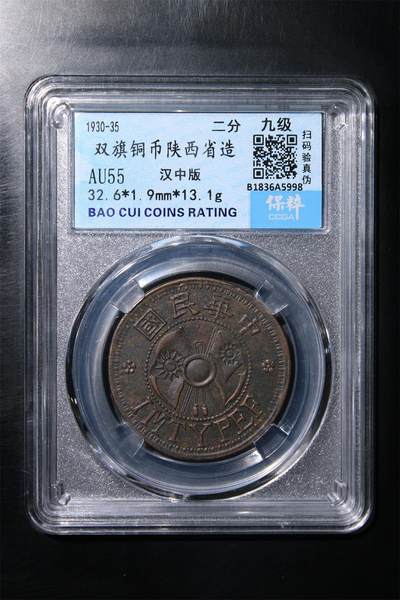 1930-35 二分 九级
双旗铜币陕西省造
AU55 汉中版
32.6*1.9mm*13.1g
BAO CUI COINS RATING
扫码验真伪
B1836A5998
保粹
CCGA
國民華中
IMTYPEF